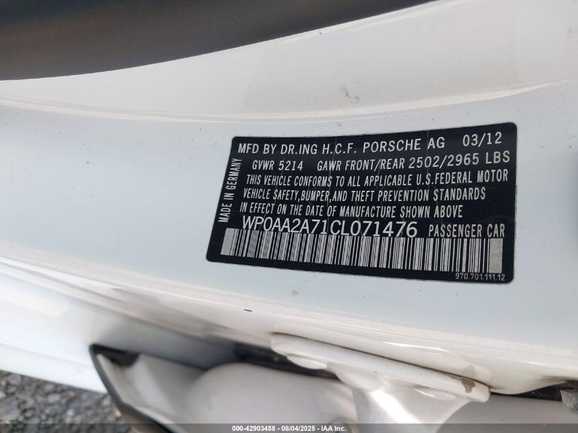 MFD BY DR.ING H.C.F. PORSCHE AG 03/12
GVWR 5214 GAWR FRONT/REAR 2502/2965 LBS
THIS VEHICLE CONFORMS TO ALL APPLICABLE U.S.FEDERAL MOTOR
VEHICLE SAFETY,BUMPER,AND THEFT PREVENTION STANDARDS
IN EFFECT ON THE DATE OF MANUFACTURE SHOWN ABOVE.
WP0AA2A71CL071476 PASSENGER CAR
MADE IN GERMANY
970.701.111.12
000-42903488 - 08/04/2025 - IAA Inc.